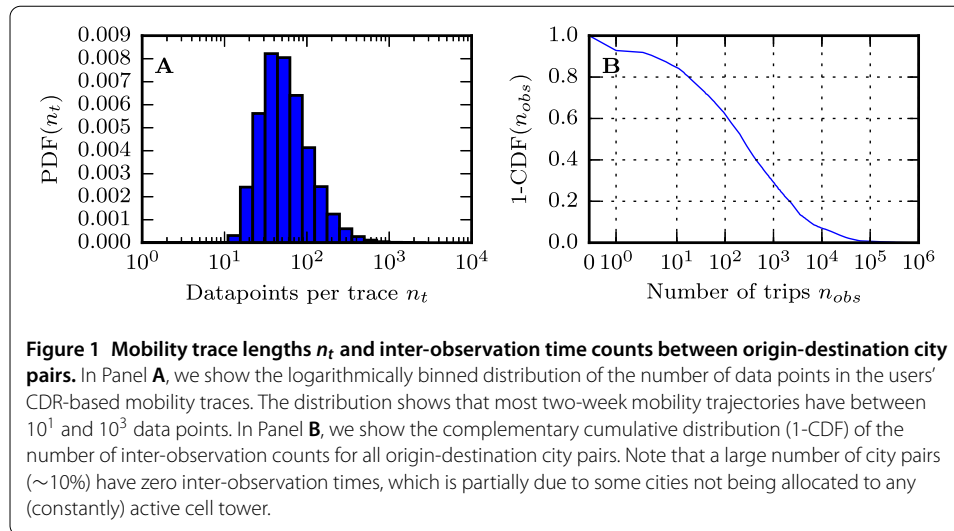 0.009
0.008
0.007
0.006
0.005
0.004
0.003
0.002
0.001
0.000
PDF(n_t)
A
10^0 10^1 10^2 10^3 10^4
Datapoints per trace n_t
1.0
0.8
0.6
0.4
0.2
0.0
1-CDF(n_obs)
B
0 10^0 10^1 10^2 10^3 10^4 10^5 10^6
Number of trips n_obs
Figure 1 Mobility trace lengths n_t and inter-observation time counts between origin-destination city
pairs. In Panel A, we show the logarithmically binned distribution of the number of data points in the users'
CDR-based mobility traces. The distribution shows that most two-week mobility trajectories have between
10^1 and 10^3 data points. In Panel B, we show the complementary cumulative distribution (1-CDF) of the
number of inter-observation counts for all origin-destination city pairs. Note that a large number of city pairs
(∼10%) have zero inter-observation times, which is partially due to some cities not being allocated to any
(constantly) active cell tower.